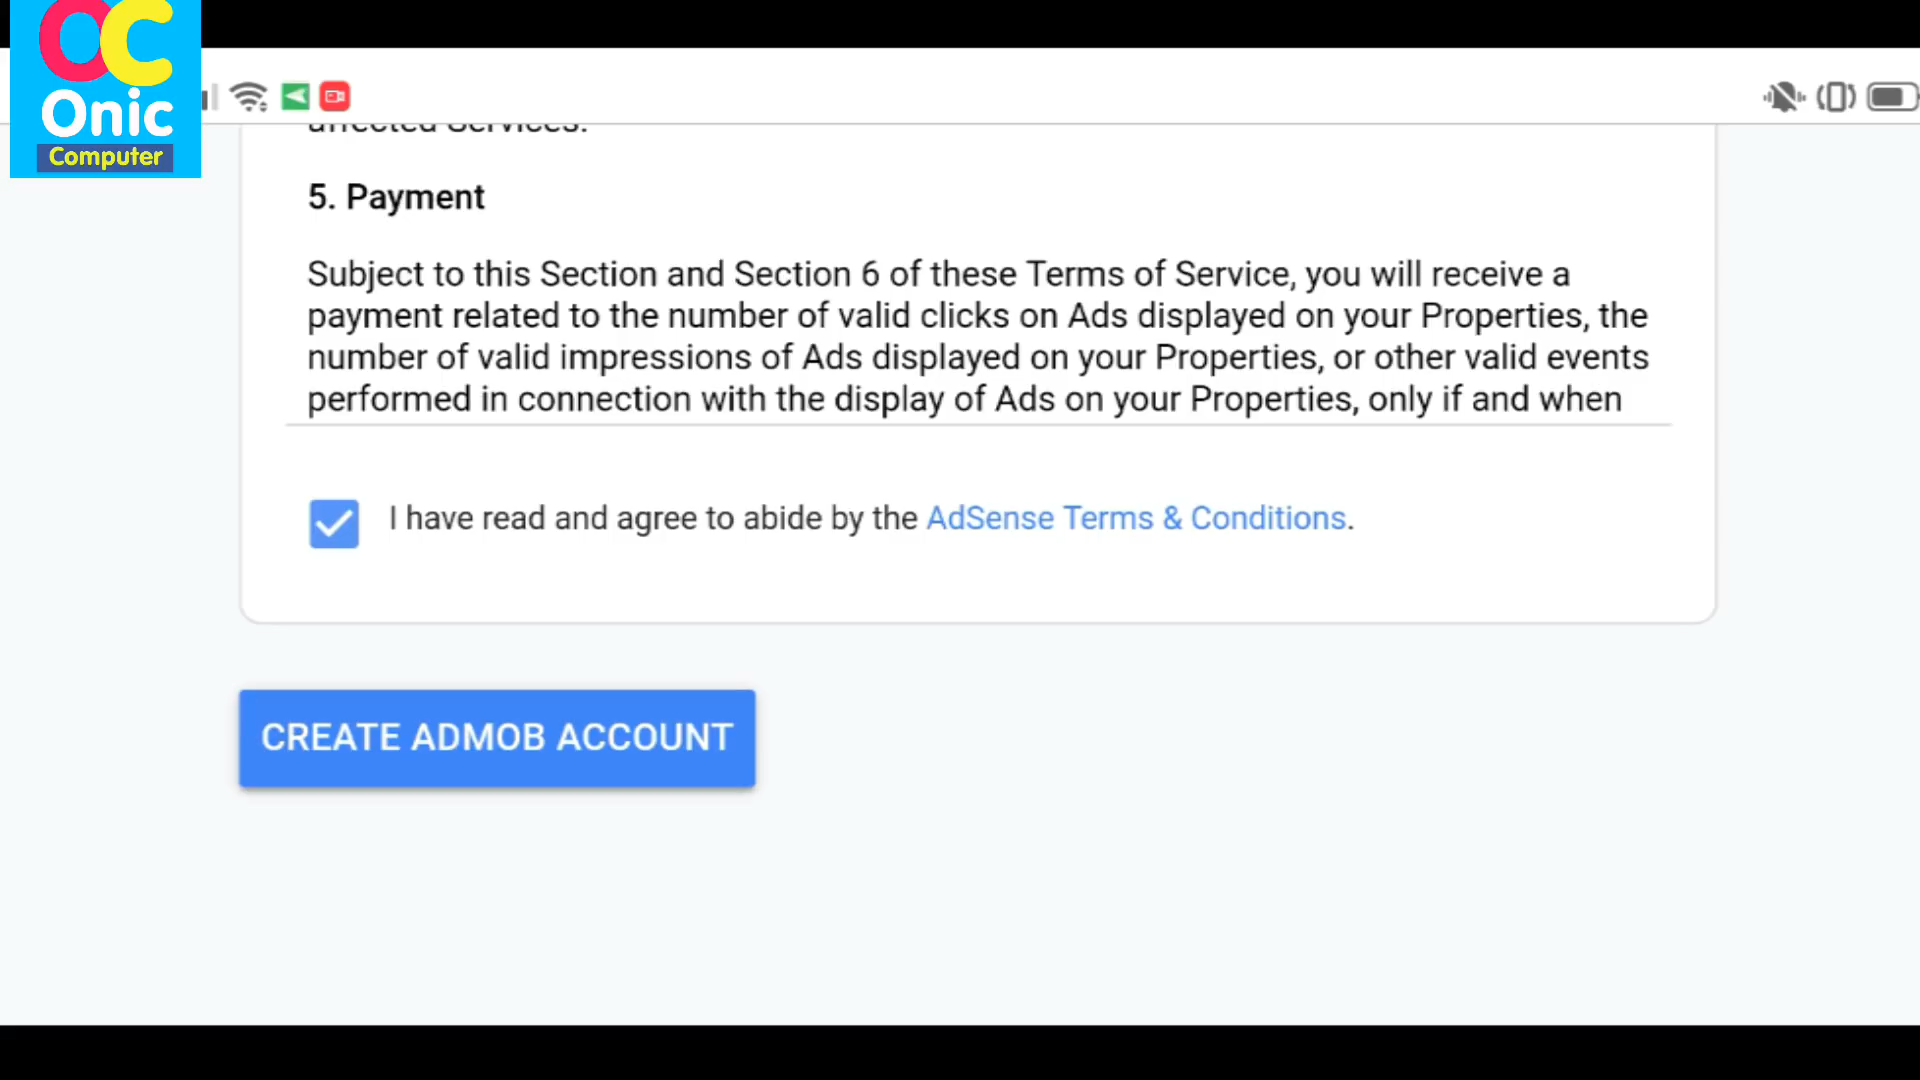 OC
Onic
Computer
affected Services.
5. Payment
Subject to this Section and Section 6 of these Terms of Service, you will receive a
payment related to the number of valid clicks on Ads displayed on your Properties, the
number of valid impressions of Ads displayed on your Properties, or other valid events
performed in connection with the display of Ads on your Properties, only if and when
I have read and agree to abide by the AdSense Terms & Conditions.
CREATE ADMOB ACCOUNT